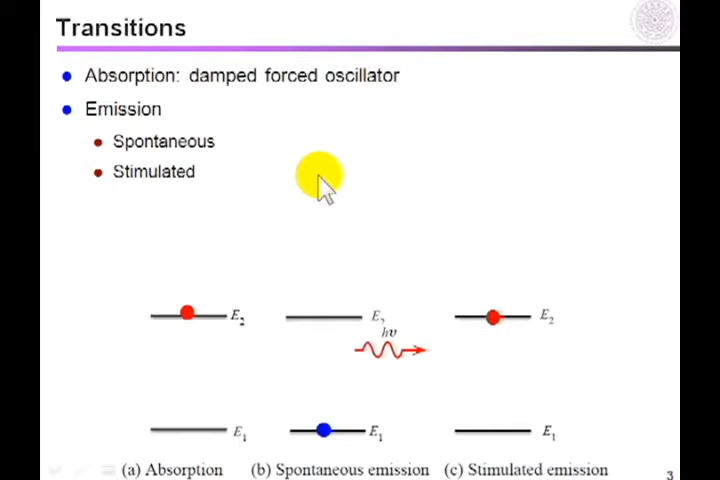 Transitions
Absorption: damped forced oscillator
Emission
Spontaneous
Stimulated
E2 E2 E2
hυ
E1 E1 E1
(a) Absorption (b) Spontaneous emission (c) Stimulated emission
3